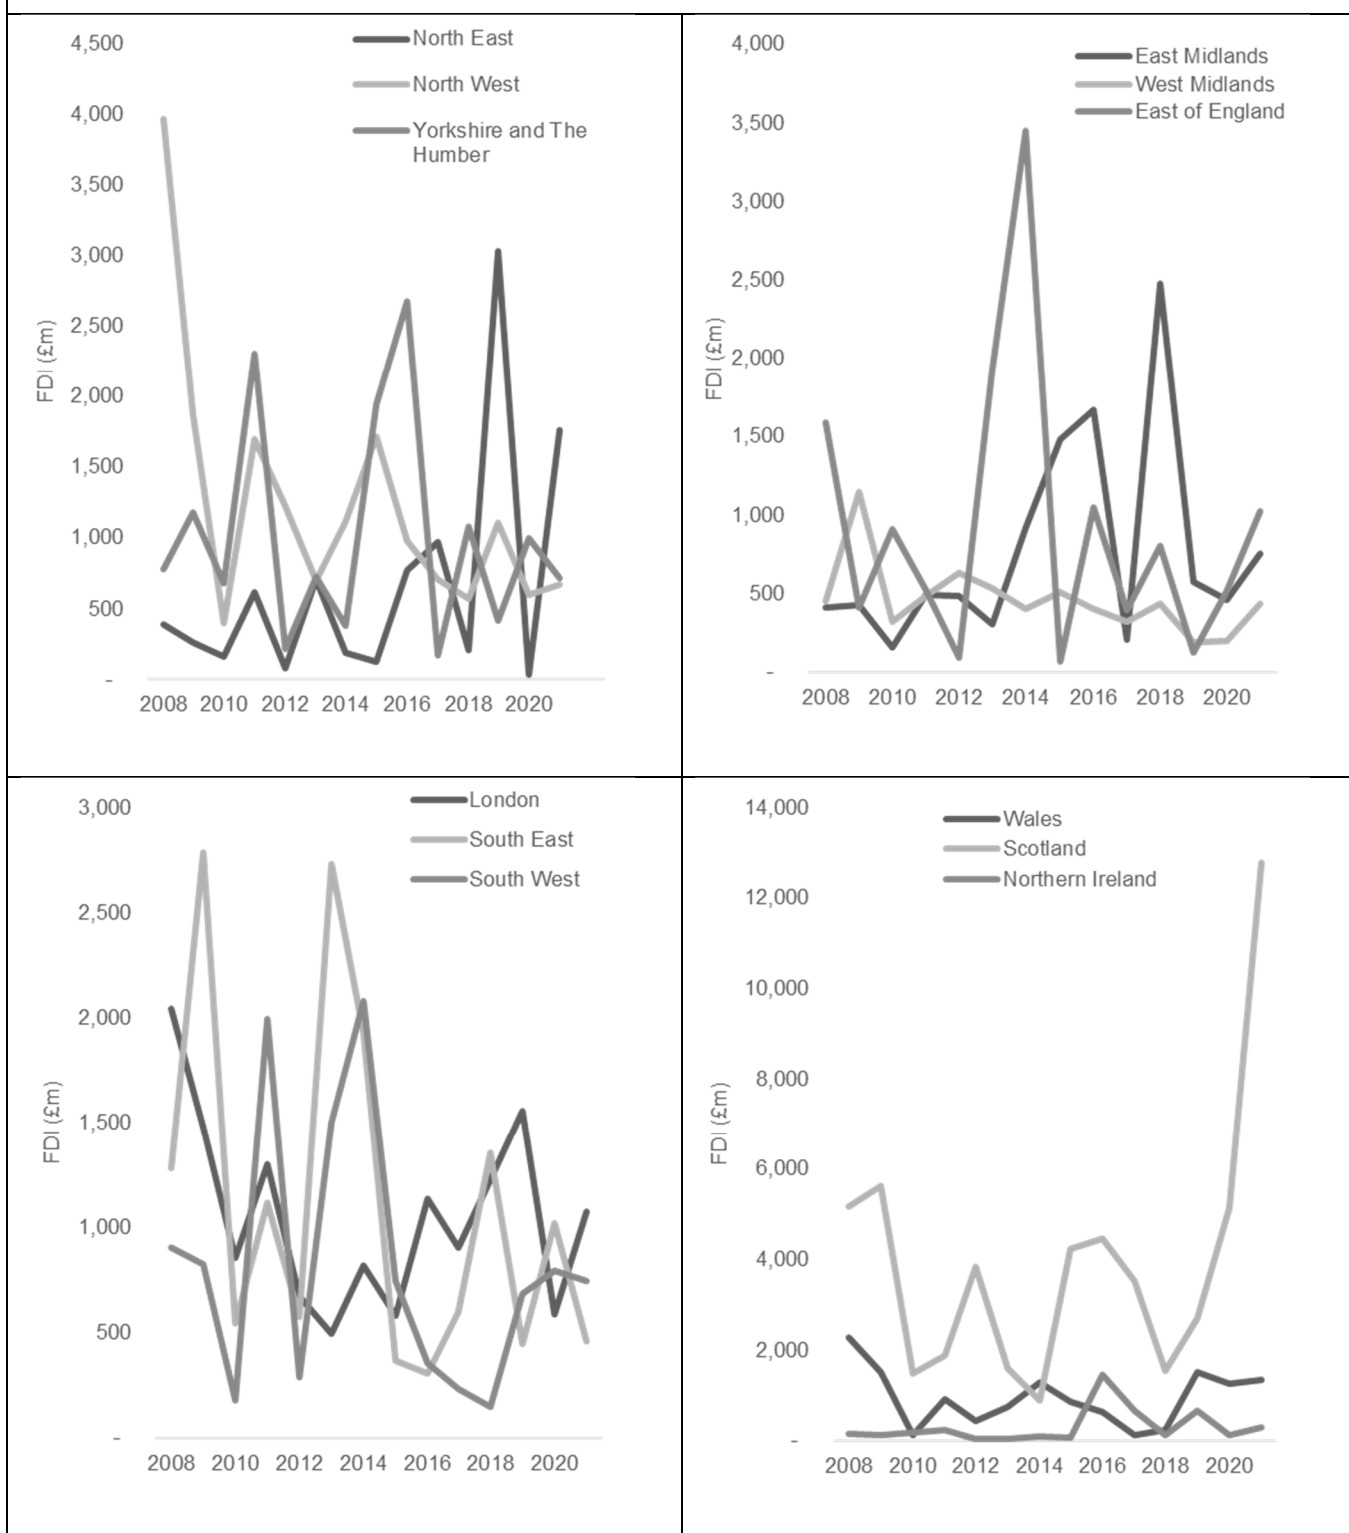 4,500
4,000
3,500
3,000
2,500
2,000
1,500
1,000
500
-
FDI (£m)
North East
North West
Yorkshire and The
Humber
2008 2010 2012 2014 2016 2018 2020
4,000
3,500
3,000
2,500
2,000
1,500
1,000
500
-
FDI (£m)
East Midlands
West Midlands
East of England
2008 2010 2012 2014 2016 2018 2020
3,000
2,500
2,000
1,500
1,000
500
-
FDI (£m)
London
South East
South West
2008 2010 2012 2014 2016 2018 2020
14,000
12,000
10,000
8,000
6,000
4,000
2,000
-
FDI (£m)
Wales
Scotland
Northern Ireland
2008 2010 2012 2014 2016 2018 2020